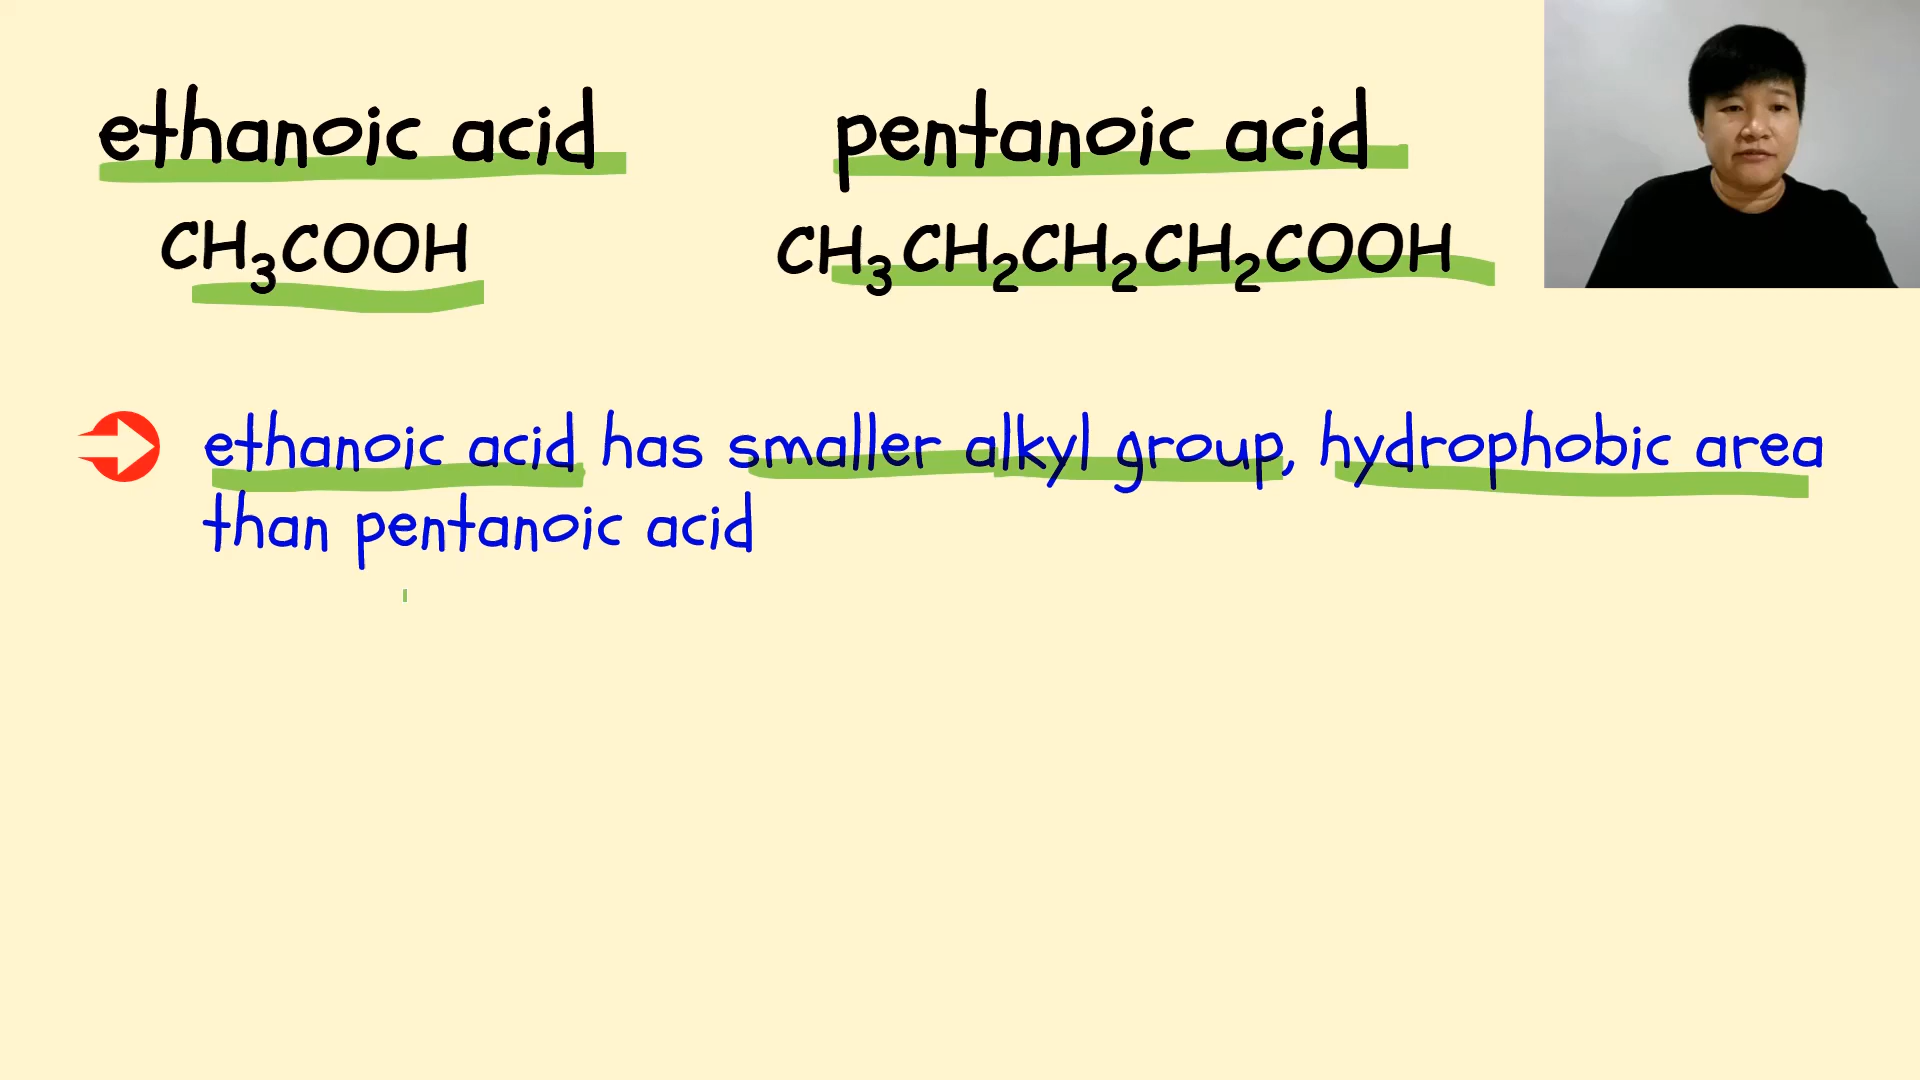 ethanoic acid
pentanoic acid
CH₃COOH
CH₃CH₂CH₂CH₂COOH
ethanoic acid has smaller alkyl group, hydrophobic area
than pentanoic acid